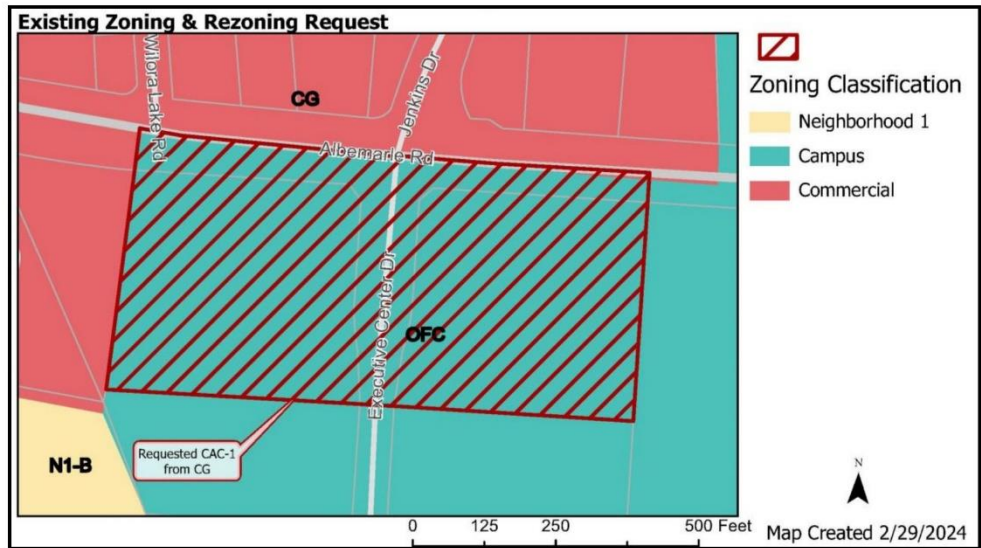 Existing Zoning & Rezoning Request
Wilora Lake Rd
Jenkins Dr
CG
Albemarle Rd
Executive Center Dr
OFC
Requested CAC-1
from CG
N1-B
Zoning Classification
Neighborhood 1
Campus
Commercial
N
0 125 250 500 Feet
Map Created 2/29/2024